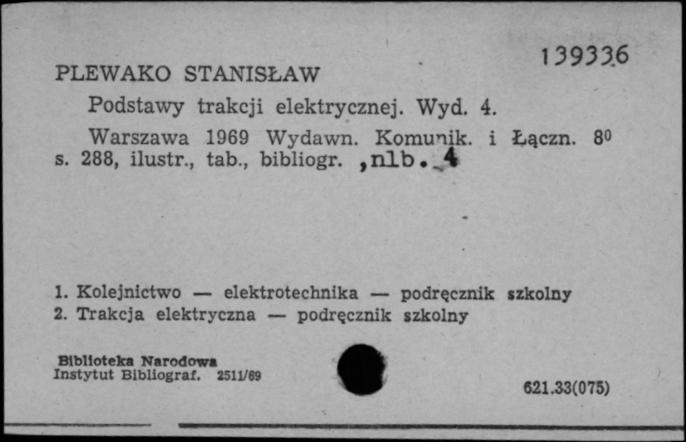 139336
PLEWAKO STANISŁAW
Podstawy trakcji elektrycznej. Wyd. 4.
Warszawa 1969 Wydawn. Komunik. i Łączn. 8⁰
s. 288, ilustr., tab., bibliogr. ,nlb. 4
1. Kolejnictwo — elektrotechnika — podręcznik szkolny
2. Trakcja elektryczna — podręcznik szkolny
Biblioteka Narodowa
Instytut Bibliograf. 2511/69
621.33(075)